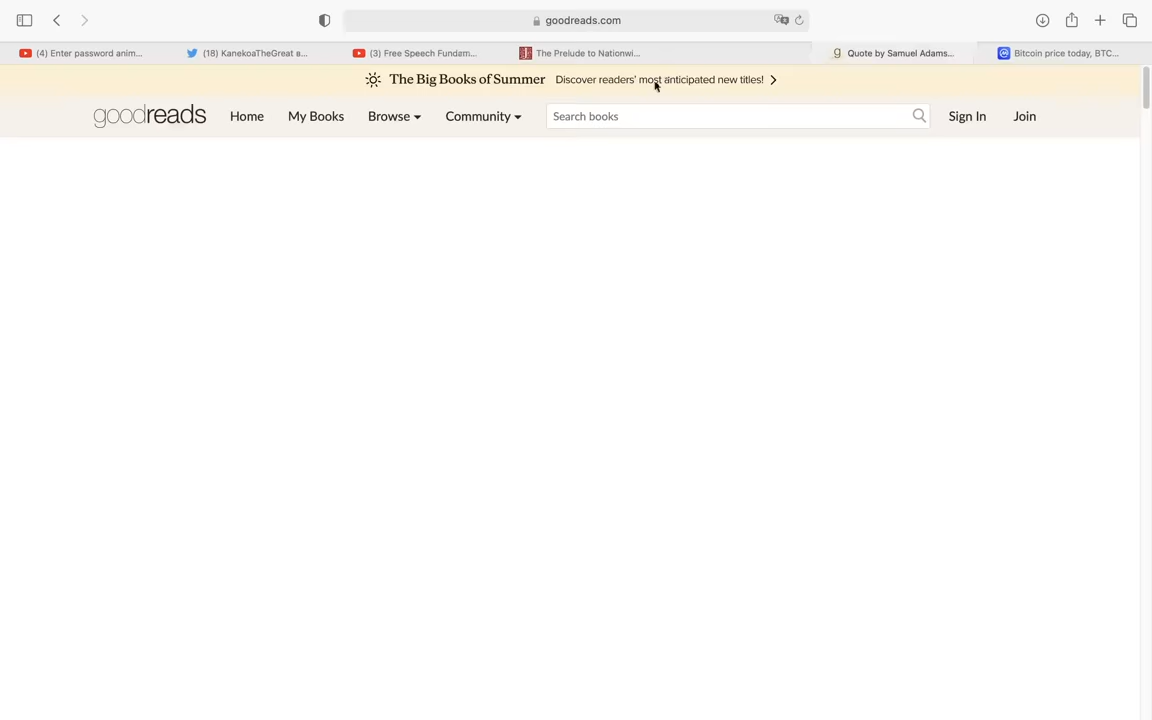 goodreads.com
(4) Enter password anim...
(18) KanekoaTheGreat в...
(3) Free Speech Fundam...
The Prelude to Nationwi...
g Quote by Samuel Adams...
Bitcoin price today, BTC...
The Big Books of Summer Discover readers' most anticipated new titles!
goodreads Home My Books Browse Community Search books Sign In Join